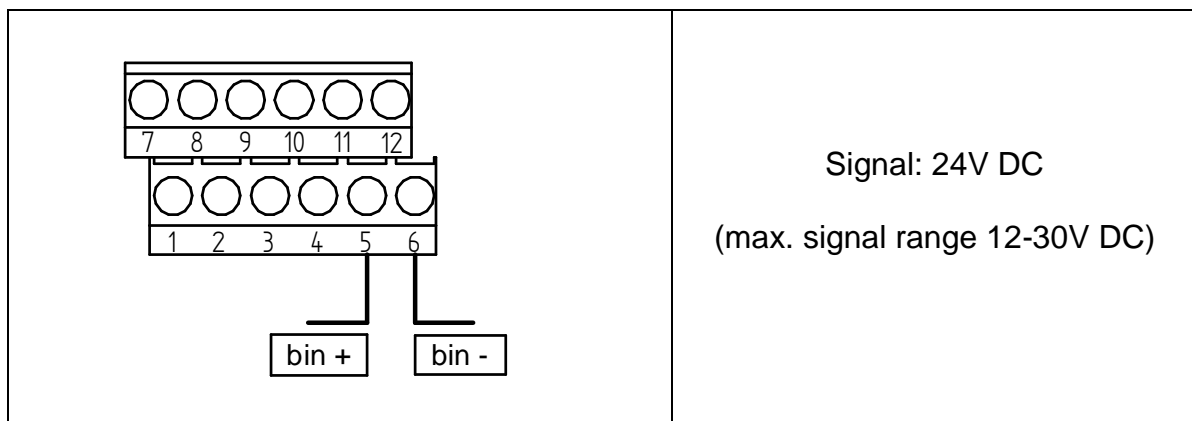 7 8 9 10 11 12
1 2 3 4 5 6
bin + bin -
Signal: 24V DC
(max. signal range 12-30V DC)